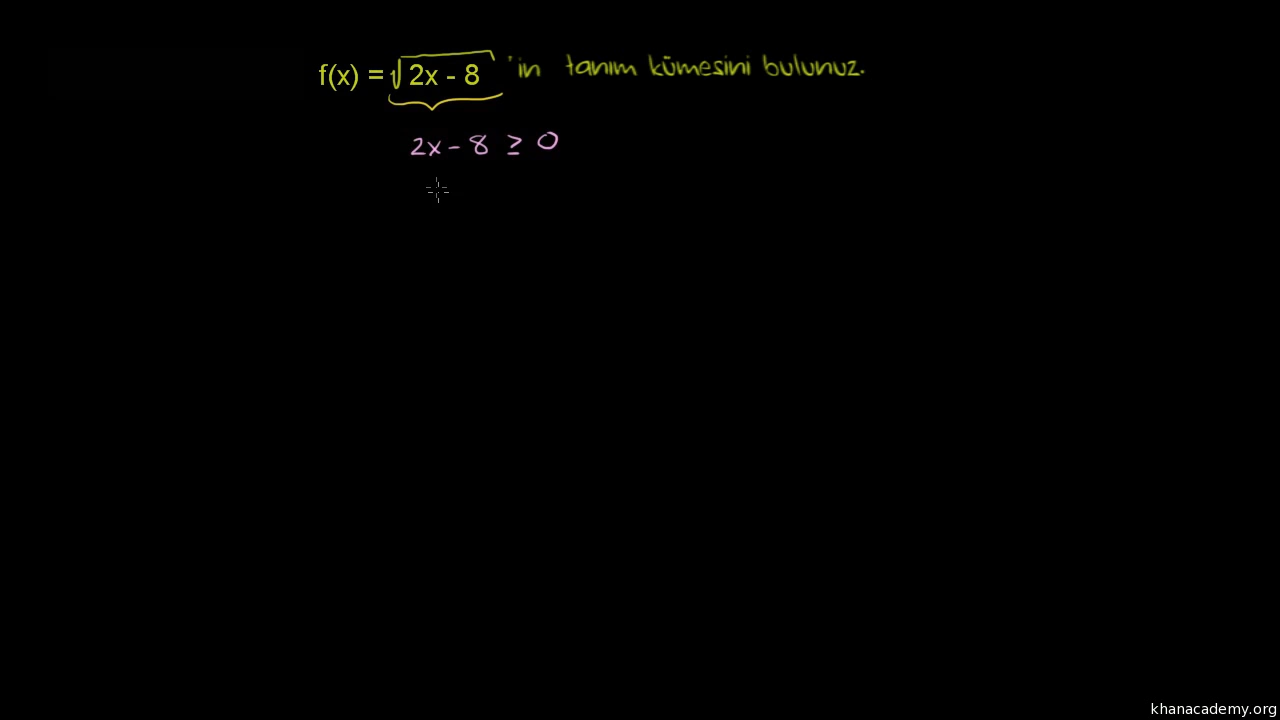 f(x) = √2x - 8 'in tanım kümesini bulunuz.
2x - 8 ≥ 0
khanacademy.org